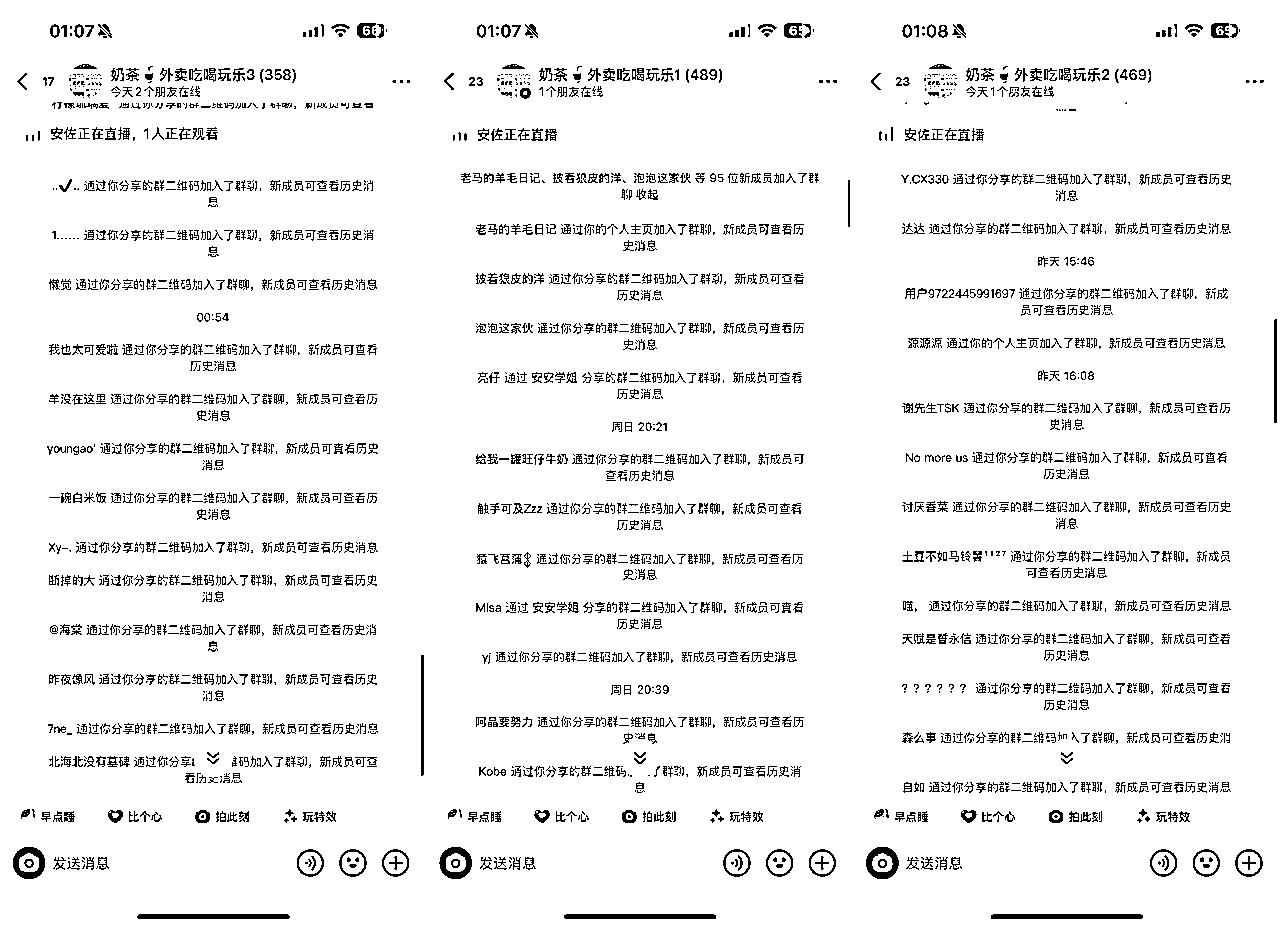 01:07
66
17
奶茶🧋外卖吃喝玩乐3 (358)
今天2个朋友在线
安佐正在直播，1人正在观看
..✔.. 通过你分享的群二维码加入了群聊，新成员可查看历史消
息
1...... 通过你分享的群二维码加入了群聊，新成员可查看历史消
息
懒觉 通过你分享的群二维码加入了群聊，新成员可查看历史消息
00:54
我也太可爱啦 通过你分享的群二维码加入了群聊，新成员可查看
历史消息
羊没在这里 通过你分享的群二维码加入了群聊，新成员可查看历
史消息
youngao' 通过你分享的群二维码加入了群聊，新成员可查看历史
消息
一碗白米饭 通过你分享的群二维码加入了群聊，新成员可查看历
史消息
Xy–. 通过你分享的群二维码加入了群聊，新成员可查看历史消息
断掉的大 通过你分享的群二维码加入了群聊，新成员可查看历史
消息
@海棠 通过你分享的群二维码加入了群聊，新成员可查看历史消
息
昨夜像风 通过你分享的群二维码加入了群聊，新成员可查看历史
消息
7ne_ 通过你分享的群二维码加入了群聊，新成员可查看历史消息
北海北没有墓碑 通过你分享 维码加入了群聊，新成员可查
看历史消息
早点睡 比个心 拍此刻 玩特效
发送消息
01:07
23
奶茶🧋外卖吃喝玩乐1 (489)
1个朋友在线
安佐正在直播
老马的羊毛日记、披着狼皮的洋、泡泡这家伙 等 95 位新成员加入了群
聊 收起
老马的羊毛日记 通过你的个人主页加入了群聊，新成员可查看历
史消息
披着狼皮的洋 通过你分享的群二维码加入了群聊，新成员可查看
历史消息
泡泡这家伙 通过你分享的群二维码加入了群聊，新成员可查看历
史消息
亮仔 通过 安安学姐 分享的群二维码加入了群聊，新成员可查看
历史消息
周日 20:21
给我一罐旺仔牛奶 通过你分享的群二维码加入了群聊，新成员可
查看历史消息
触手可及Zzz 通过你分享的群二维码加入了群聊，新成员可查看
历史消息
猿飞菖蒲 通过你分享的群二维码加入了群聊，新成员可查看历
史消息
Misa 通过 安安学姐 分享的群二维码加入了群聊，新成员可查看
历史消息
yj 通过你分享的群二维码加入了群聊，新成员可查看历史消息
周日 20:39
阿晶要努力 通过你分享的群二维码加入了群聊，新成员可查看历
史消息
Kobe 通过你分享的群二维码 了群聊，新成员可查看历史消
息
早点睡 比个心 拍此刻 玩特效
发送消息
01:08
23
奶茶🧋外卖吃喝玩乐2 (469)
今天1个朋友在线
安佐正在直播
Y.CX330 通过你分享的群二维码加入了群聊，新成员可查看历史
消息
达达 通过你分享的群二维码加入了群聊，新成员可查看历史消息
昨天 15:46
用户9722445991697 通过你分享的群二维码加入了群聊，新成
员可查看历史消息
源源源 通过你的个人主页加入了群聊，新成员可查看历史消息
昨天 16:08
谢先生TSK 通过你分享的群二维码加入了群聊，新成员可查看历
史消息
No more us 通过你分享的群二维码加入了群聊，新成员可查看
历史消息
讨厌香菜 通过你分享的群二维码加入了群聊，新成员可查看历史
消息
土豆不如马铃薯¹¹²⁷ 通过你分享的群二维码加入了群聊，新成员
可查看历史消息
嗯， 通过你分享的群二维码加入了群聊，新成员可查看历史消息
天赋是暂永信 通过你分享的群二维码加入了群聊，新成员可查看
历史消息
？？？？？？ 通过你分享的群二维码加入了群聊，新成员可查看
历史消息
森么事 通过你分享的群二维码加入了群聊，新成员可查看历史消
自如 通过你分享的群二维码加入了群聊，新成员可查看历史消息
早点睡 比个心 拍此刻 玩特效
发送消息